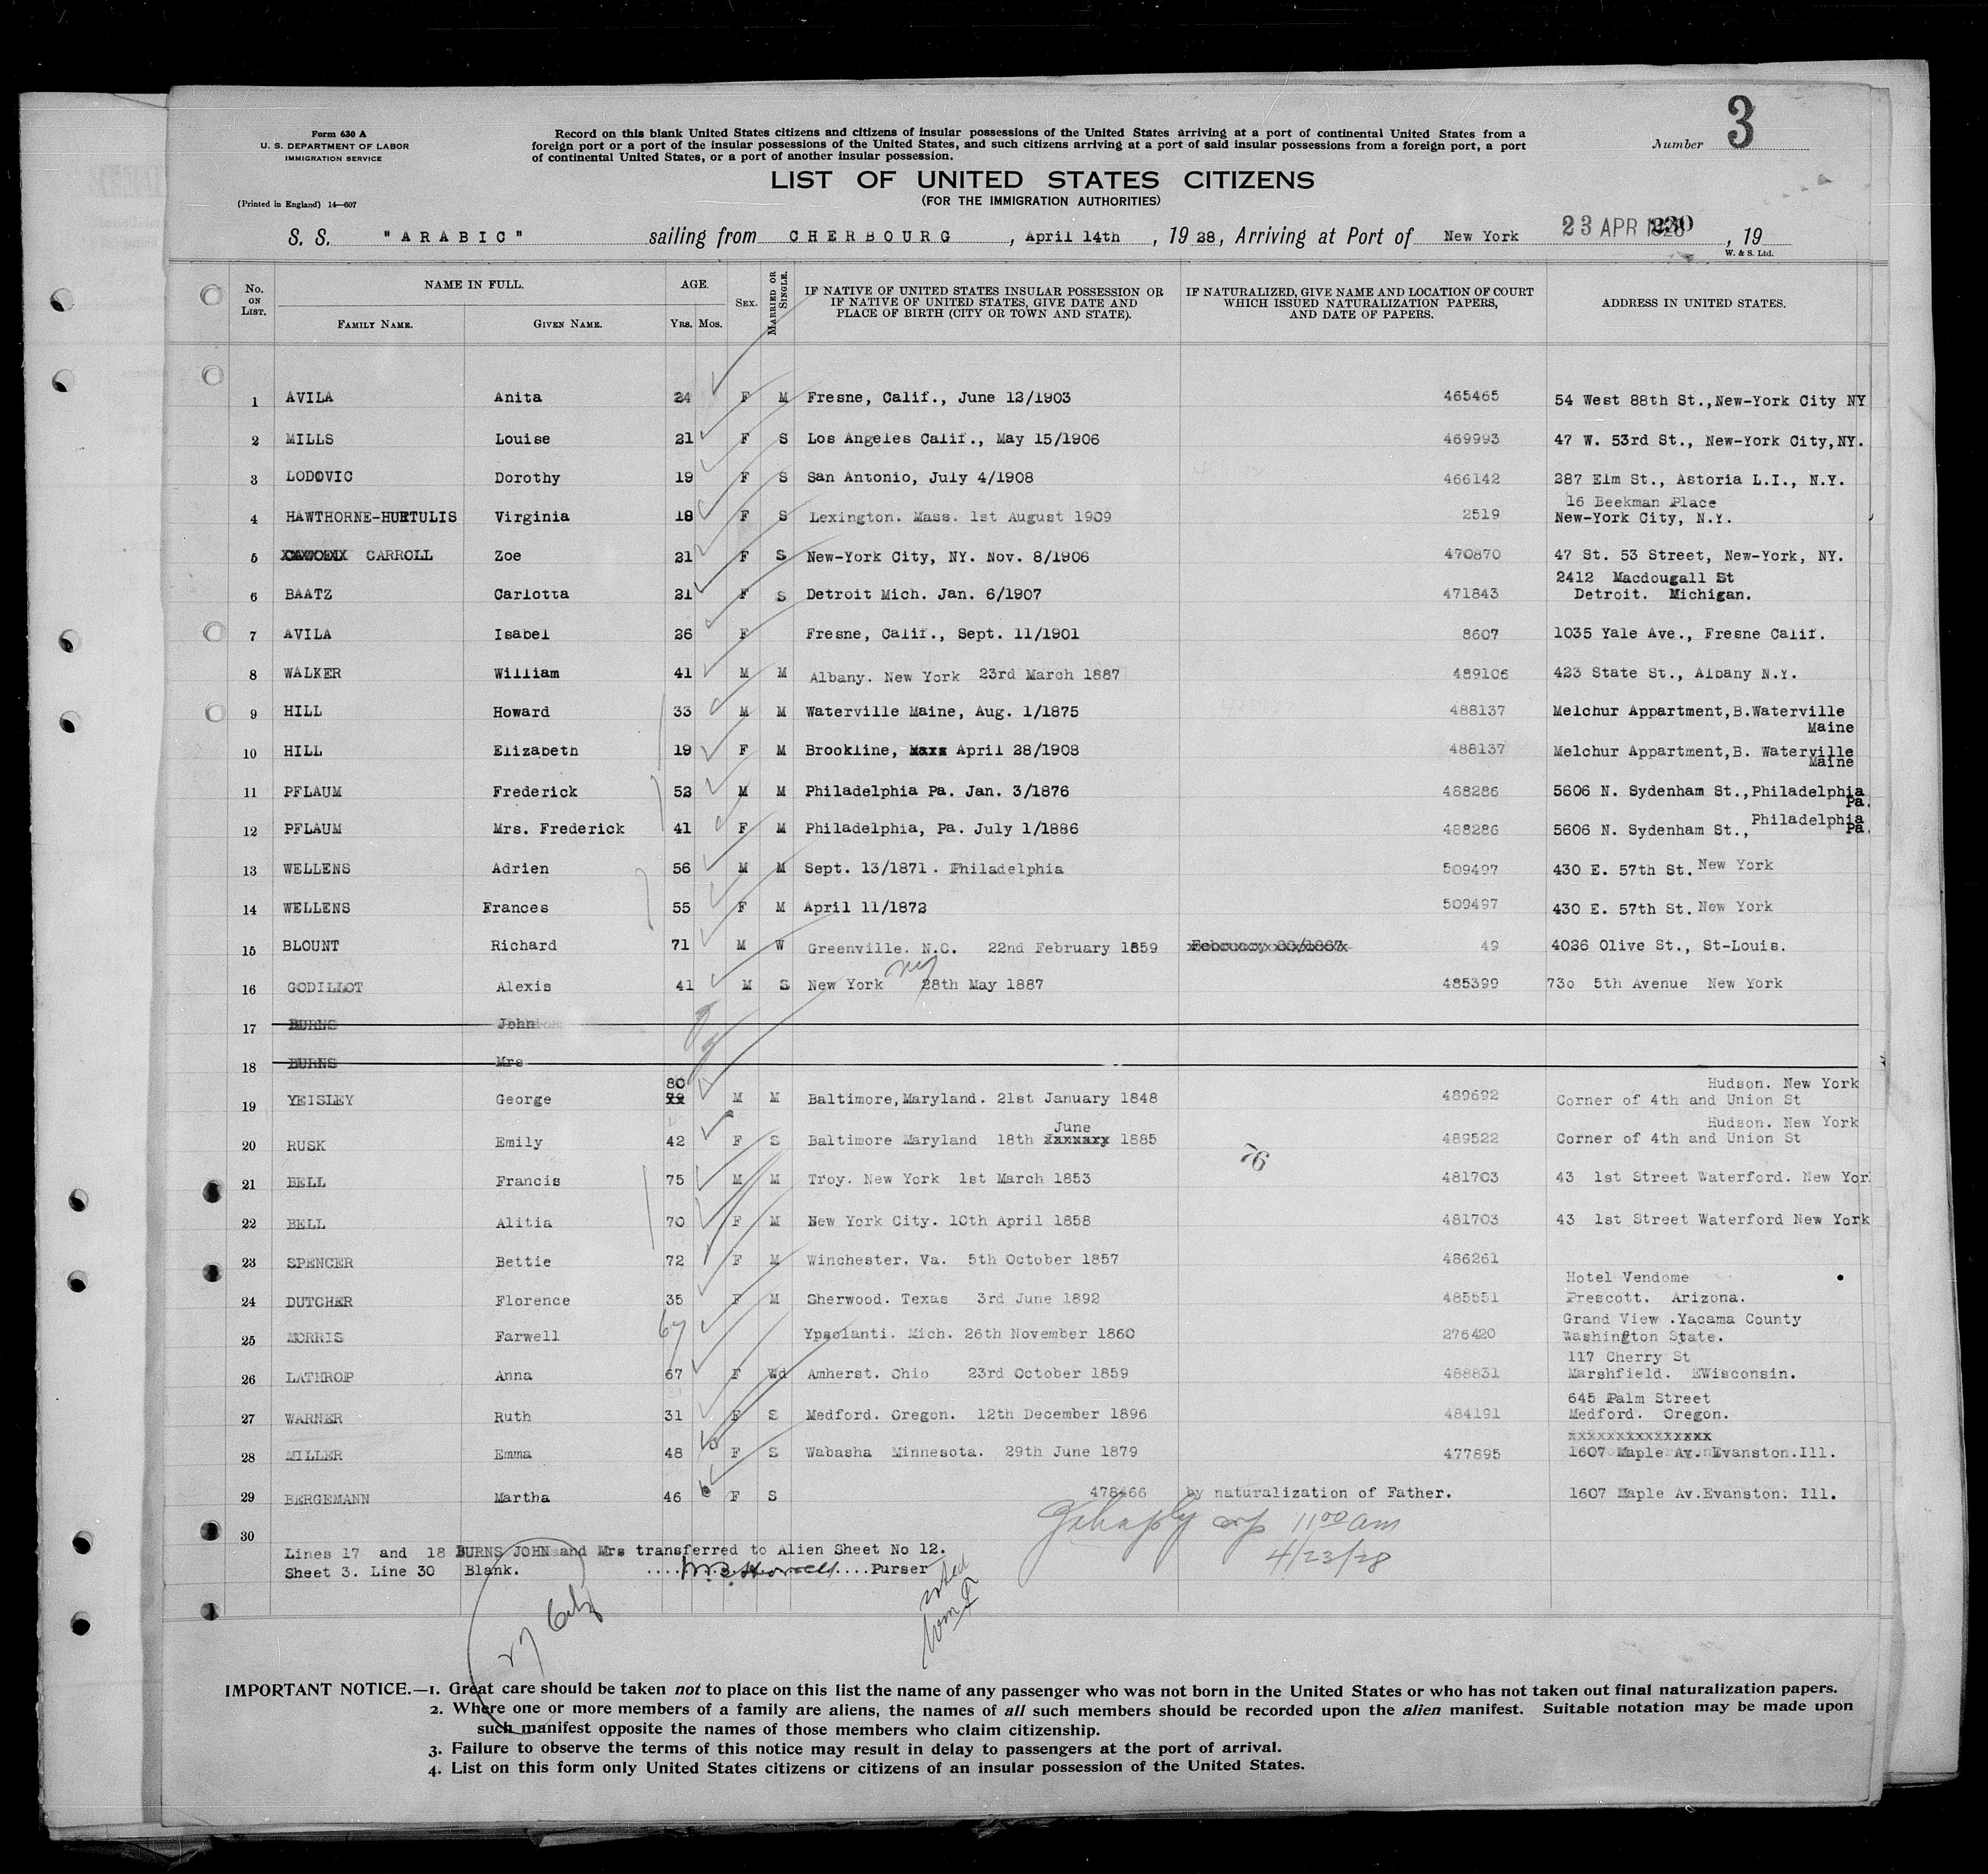 Form 630 A
U. S. DEPARTMENT OF LABOR
IMMIGRATION SERVICE
(Printed in England) 14—607
Record on this blank United States citizens and citizens of insular possessions of the United States arriving at a port of continental United States from a
foreign port or a port of the insular possessions of the United States, and such citizens arriving at a port of said insular possessions from a foreign port, a port
of continental United States, or a port of another insular possession.
Number 3
LIST OF UNITED STATES CITIZENS
(FOR THE IMMIGRATION AUTHORITIES)
S. S. "ARABIC" sailing from CHERBOURG, April 14th, 19 28, Arriving at Port of New York 23 APR , 19
W. & S. Ltd.
No. ON LIST. NAME IN FULL. AGE. SEX. MARRIED OR SINGLE. IF NATIVE OF UNITED STATES INSULAR POSSESSION OR IF NATIVE OF UNITED STATES, GIVE DATE AND PLACE OF BIRTH (CITY OR TOWN AND STATE). IF NATURALIZED, GIVE NAME AND LOCATION OF COURT WHICH ISSUED NATURALIZATION PAPERS, AND DATE OF PAPERS. ADDRESS IN UNITED STATES.
FAMILY NAME. GIVEN NAME. YRS. MOS.
1 AVILA Anita 24 F M Fresne, Calif., June 12/1903 465465 54 West 88th St.,New-York City NY
2 MILLS Louise 21 F S Los Angeles Calif., May 15/1906 469993 47 W. 53rd St., New-York City,NY.
3 LODOVIC Dorothy 19 F S San Antonio, July 4/1908 466142 287 Elm St., Astoria L.I., N.Y.
16 Beekman Place
4 HAWTHORNE-HURTULIS Virginia 18 F S Lexington. Mass. 1st August 1909 2519 New-York City, N.Y.
5 CARROLL Zoe 21 F S New-York City, NY. Nov. 8/1906 470870 47 St. 53 Street, New-York, NY.
2412 Macdougall St
6 BAATZ Carlotta 21 F S Detroit Mich. Jan. 6/1907 471843 Detroit. Michigan.
7 AVILA Isabel 26 F Fresne, Calif., Sept. 11/1901 8607 1035 Yale Ave., Fresne Calif.
8 WALKER William 41 M M Albany. New York 23rd March 1887 489106 423 State St., Albany N.Y.
9 HILL Howard 33 M M Waterville Maine, Aug. 1/1875 488137 Melchur Appartment,B.Waterville
Maine
10 HILL Elizabeth 19 F M Brookline, April 28/1908 488137 Melchur Appartment,B. Waterville
Maine
11 PFLAUM Frederick 52 M M Philadelphia Pa. Jan. 3/1876 488286 5606 N. Sydenham St.,Philadelphia
Pa.
12 PFLAUM Mrs. Frederick 41 F M Philadelphia, Pa. July 1/1886 488286 5606 N. Sydenham St., Philadelphia
Pa.
13 WELLENS Adrien 56 M M Sept. 13/1871. Philadelphia 509497 430 E. 57th St. New York
14 WELLENS Frances 55 F M April 11/1872 509497 430 E. 57th St. New York
15 BLOUNT Richard 71 M W Greenville. N.C. 22nd February 1859 49 4026 Olive St., St-Louis.
ny
16 GODILLOT Alexis 41 M S New York 28th May 1887 485399 730 5th Avenue New York
17 BURNS John
18 BURNS Mrs
80 Hudson. New York
19 YEISLEY George M M Baltimore,Maryland. 21st January 1848 489692 Corner of 4th and Union St
June Hudson. New York
20 RUSK Emily 42 F S Baltimore Maryland 18th 1885 489522 Corner of 4th and Union St
76
21 BELL Francis 75 M M Troy. New York 1st March 1853 481703 43 1st Street Waterford. New Yor
22 BELL Alitia 70 F M New York City. 10th April 1858 481703 43 1st Street Waterford New York
23 SPENCER Bettie 72 F M Winchester. Va. 5th October 1857 486261
Hotel Vendome
24 DUTCHER Florence 35 F M Sherwood. Texas 3rd June 1892 485551 Prescott. Arizona.
Grand View .Yacama County
25 MORRIS Farwell 67 Ypsolanti. Mich. 26th November 1860 276420 Washington State.
117 Cherry St
26 LATHROP Anna 67 F Wd Amherst. Ohio 23rd October 1859 488831 Marshfield. EWisconsin.
645 Palm Street
27 WARNER Ruth 31 F S Medford. Oregon. 12th December 1896 484191 Medford. Oregon.
xxxxxxxxxxxxxxx
28 MILLER Emma 48 F S Wabasha Minnesota. 29th June 1879 477895 1607 Maple Av. Evanston.Ill.
29 BERGEMANN Martha 46 F S 478466 by naturalization of Father. 1607 Maple Av.Evanston. Ill.
11 00 am
4/23/28
30
Lines 17 and 18 BURNS JOHN and Mrs transferred to Alien Sheet No 12.
Sheet 3. Line 30 Blank. Purser
noted
27
IMPORTANT NOTICE.—1. Great care should be taken not to place on this list the name of any passenger who was not born in the United States or who has not taken out final naturalization papers.
2. Where one or more members of a family are aliens, the names of all such members should be recorded upon the alien manifest. Suitable notation may be made upon
such manifest opposite the names of those members who claim citizenship.
3. Failure to observe the terms of this notice may result in delay to passengers at the port of arrival.
4. List on this form only United States citizens or citizens of an insular possession of the United States.